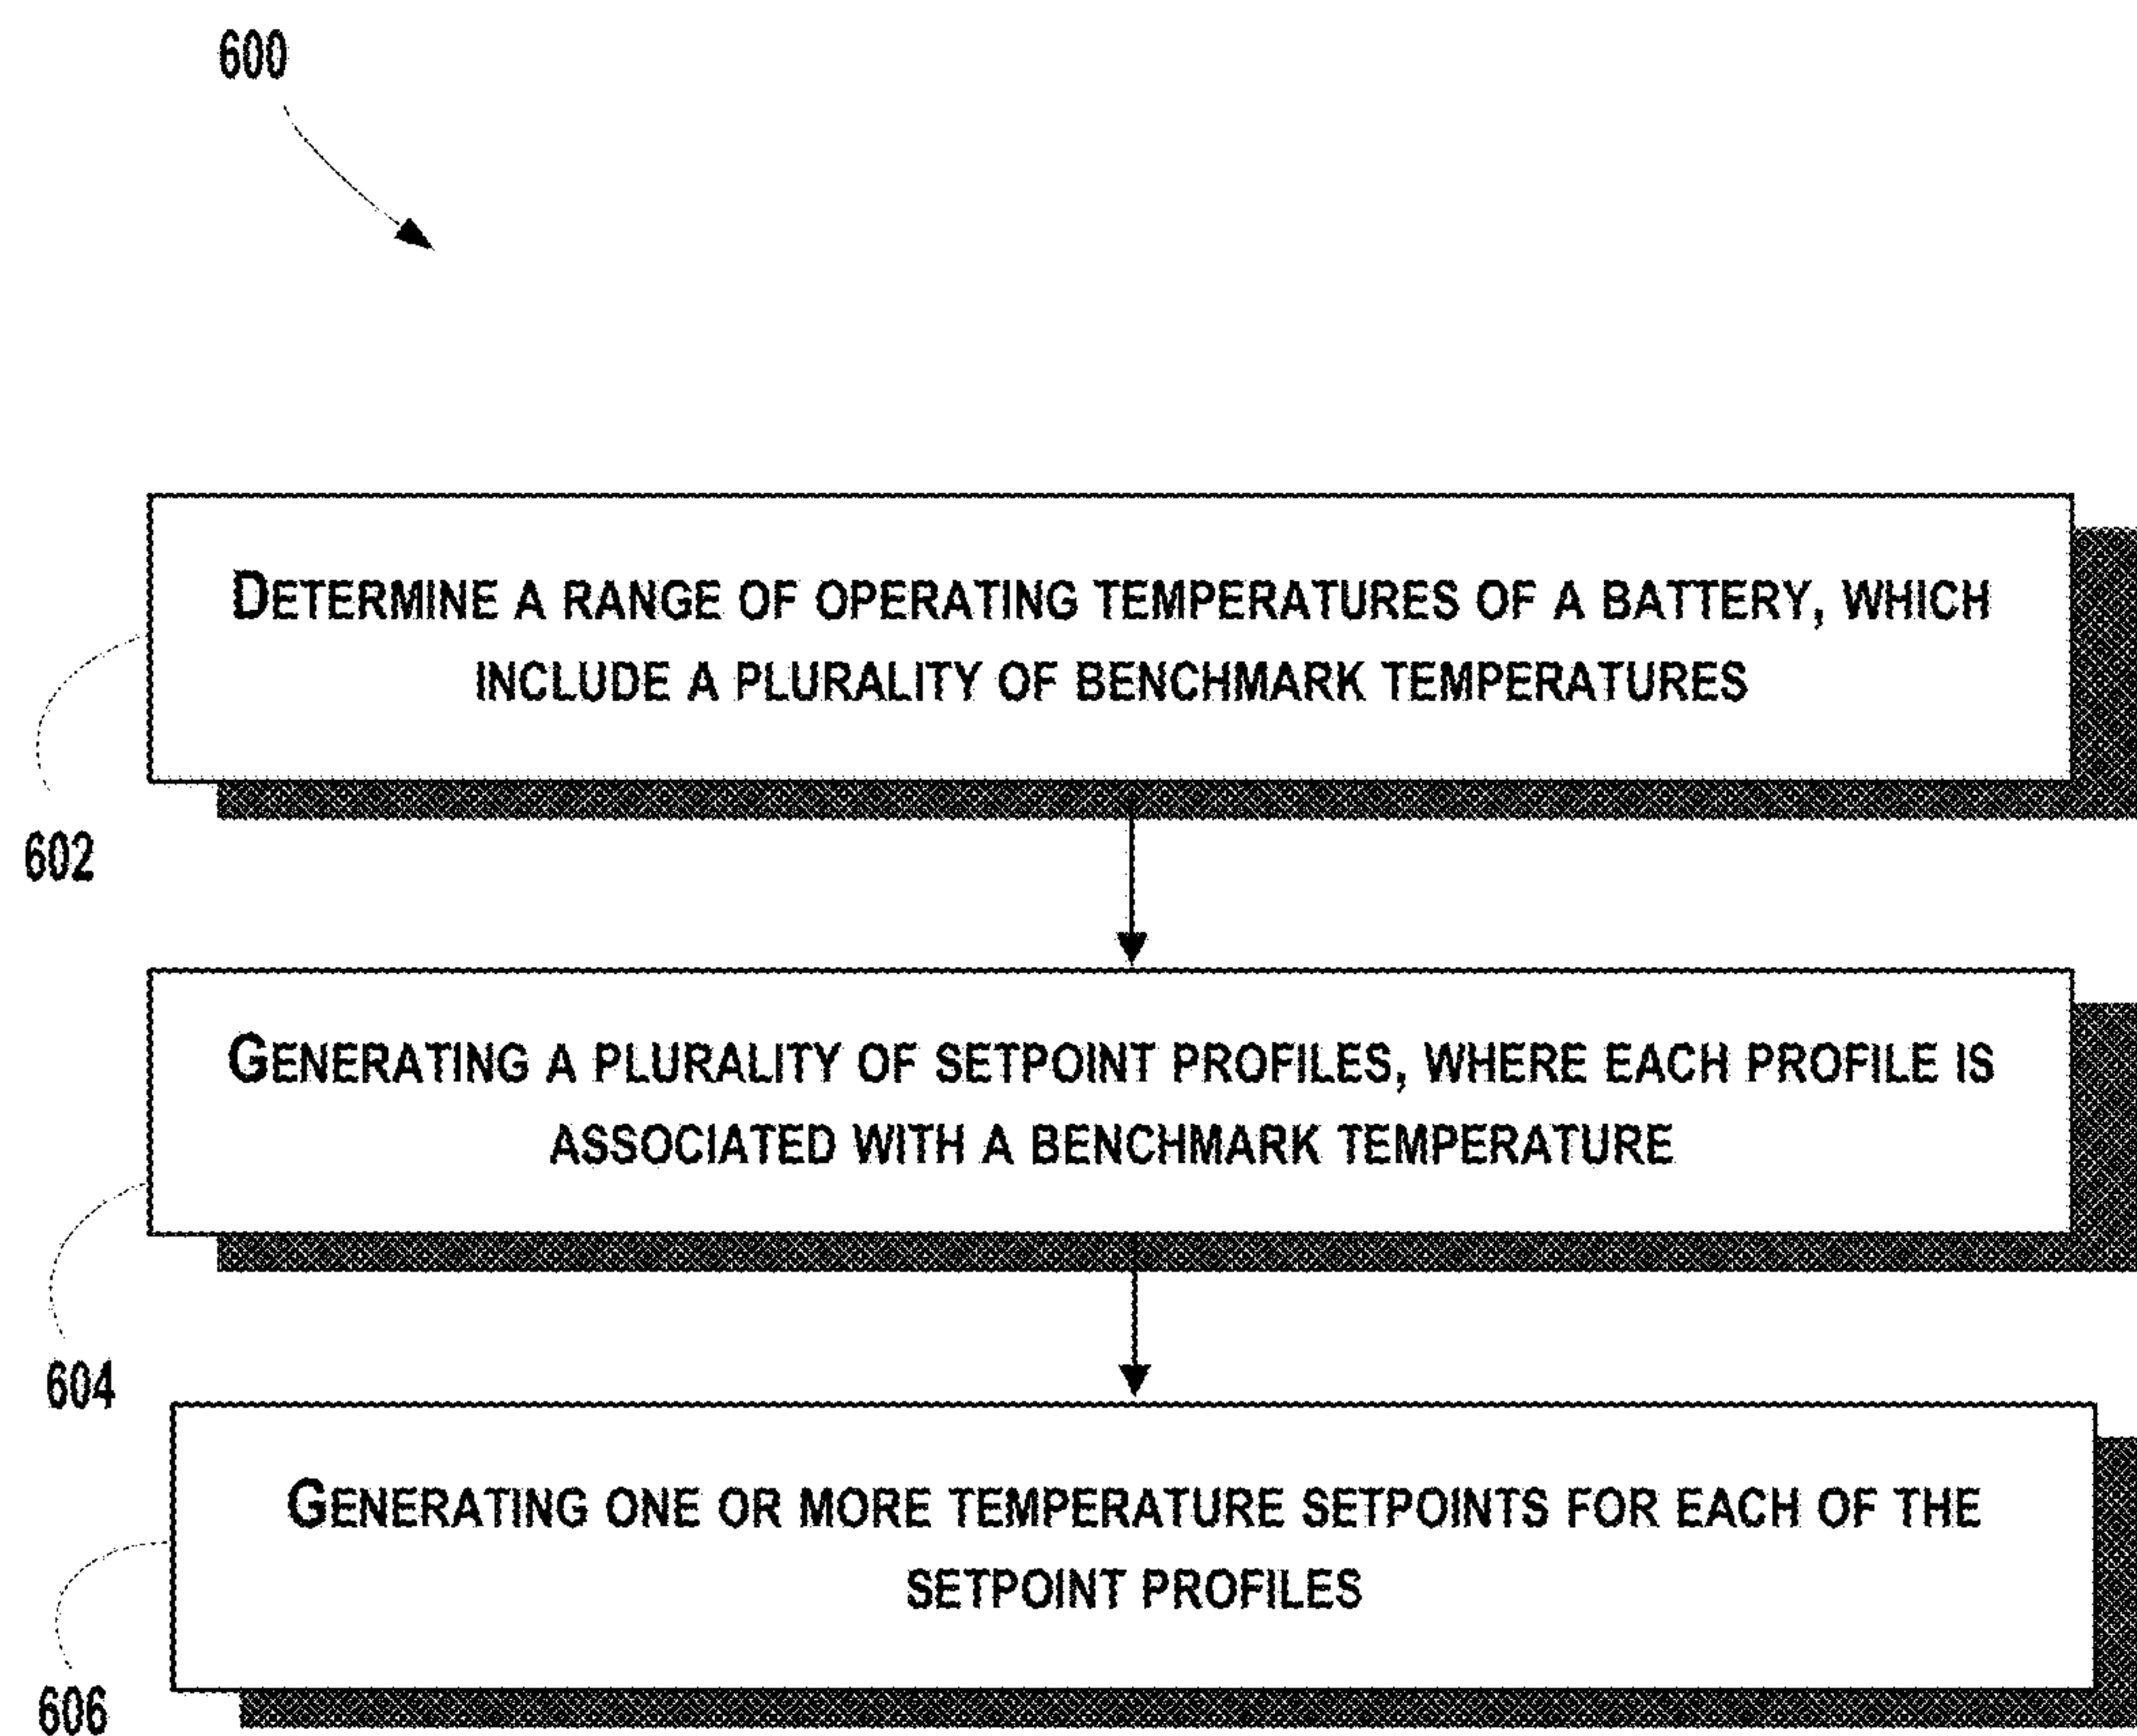 600
DETERMINE A RANGE OF OPERATING TEMPERATURES OF A BATTERY, WHICH
INCLUDE A PLURALITY OF BENCHMARK TEMPERATURES
602
GENERATING A PLURALITY OF SETPOINT PROFILES, WHERE EACH PROFILE IS
ASSOCIATED WITH A BENCHMARK TEMPERATURE
604
GENERATING ONE OR MORE TEMPERATURE SETPOINTS FOR EACH OF THE
SETPOINT PROFILES
606